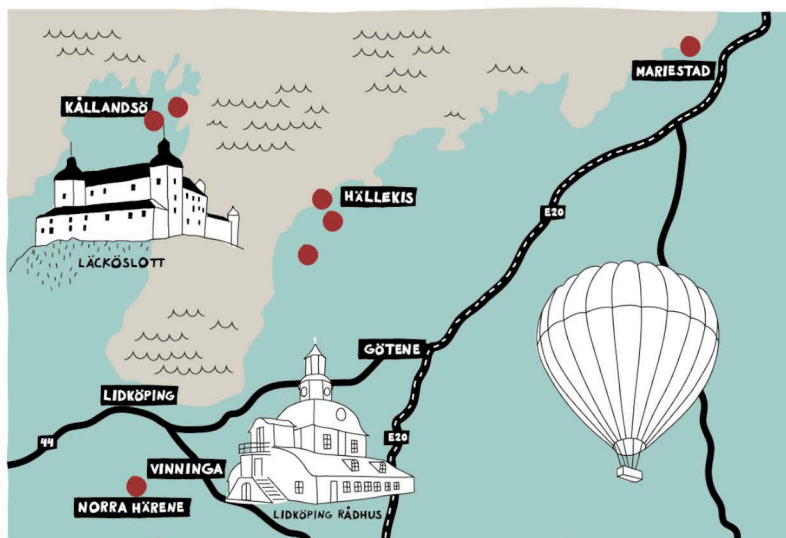 MARIESTAD
KÅLLANDSÖ
HÄLLEKIS
E20
LÄCKÖSLOTT
GÖTENE
LIDKÖPING
E20
44
VINNINGA
NORRA HÄRENE
LIDKÖPING RÅDHUS